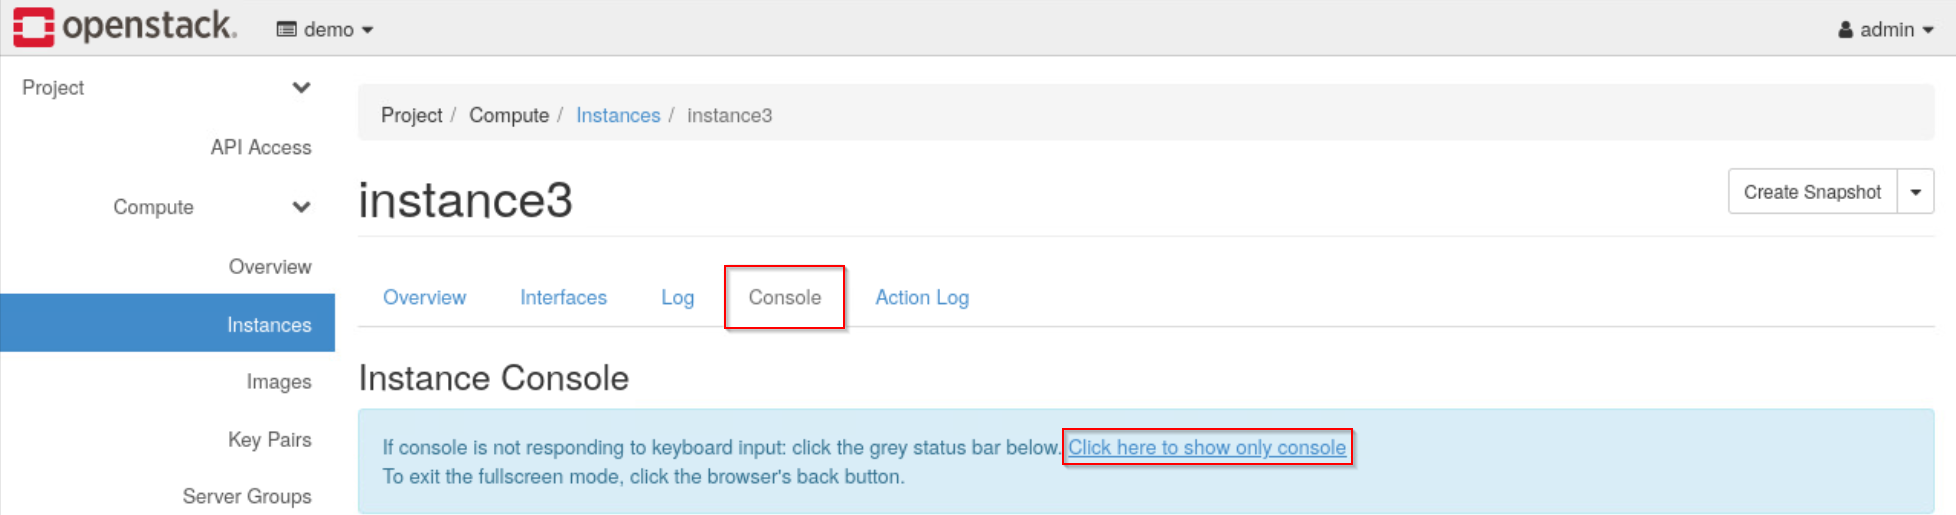 openstack. demo admin
Project
API Access
Compute
Overview
Instances
Images
Key Pairs
Server Groups
Project / Compute / Instances / instance3
instance3
Create Snapshot
Overview Interfaces Log Console Action Log
Instance Console
If console is not responding to keyboard input: click the grey status bar below. Click here to show only console
To exit the fullscreen mode, click the browser's back button.